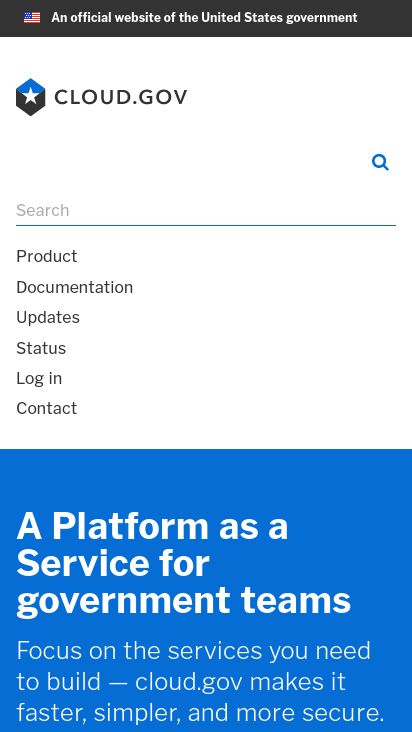 An official website of the United States government
CLOUD.GOV
Search
Product
Documentation
Updates
Status
Log in
Contact
A Platform as a
Service for
government teams
Focus on the services you need
to build — cloud.gov makes it
faster, simpler, and more secure.